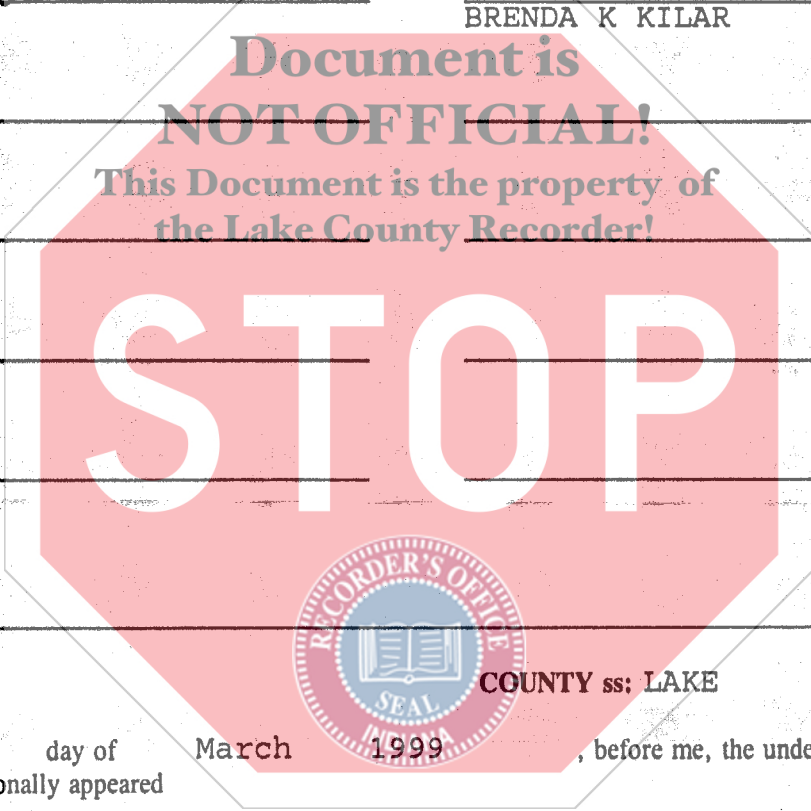 BRENDA K KILAR
Document is
NOT OFFICIAL!
This Document is the property of
the Lake County Recorder!
STOP
RECORDER'S OFFICE
SEAL
INDIANA
COUNTY ss: LAKE
day of March 1999 , before me, the unde
onally appeared